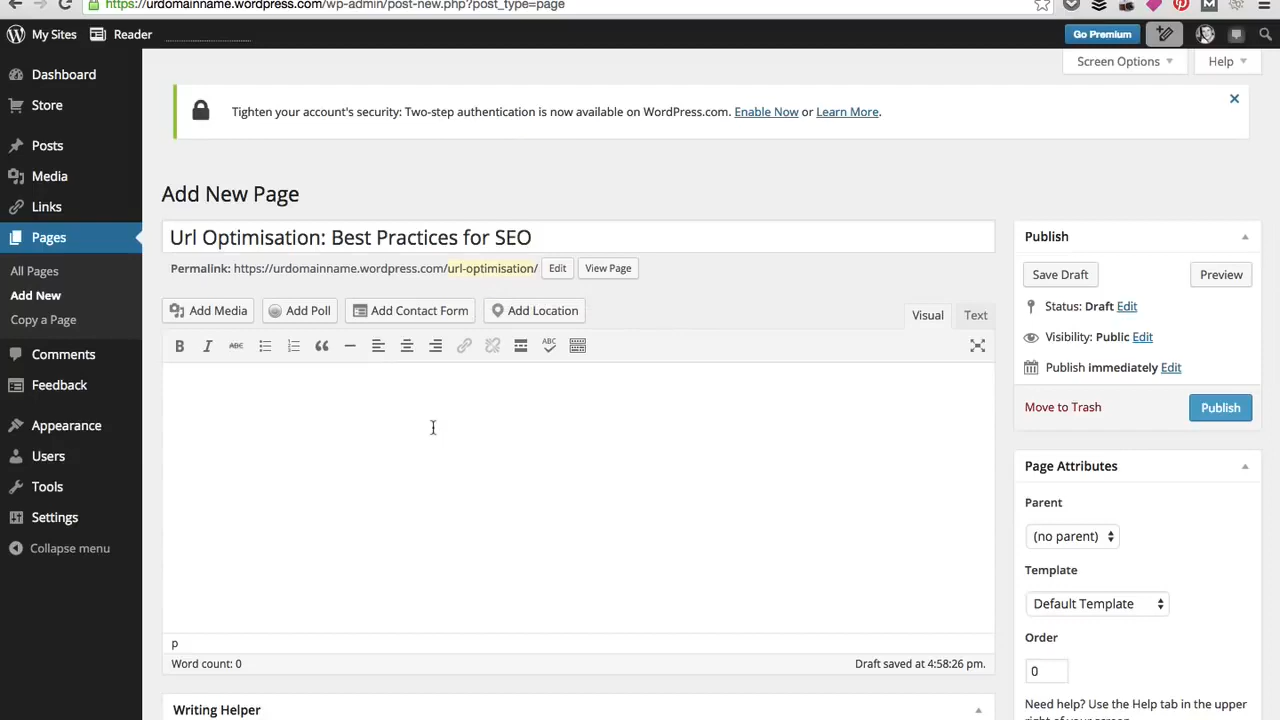 https://urdomainname.wordpress.com/wp-admin/post-new.php?post_type=page
My Sites Reader Go Premium
Screen Options Help
Dashboard
Store
Posts
Media
Links
Pages
All Pages
Add New
Copy a Page
Comments
Feedback
Appearance
Users
Tools
Settings
Collapse menu
Tighten your account's security: Two-step authentication is now available on WordPress.com. Enable Now or Learn More.
Add New Page
Url Optimisation: Best Practices for SEO
Permalink: https://urdomainname.wordpress.com/url-optimisation/ Edit View Page
Add Media Add Poll Add Contact Form Add Location Visual Text
B I ABC ABC
p
Word count: 0 Draft saved at 4:58:26 pm.
Writing Helper
Publish
Save Draft Preview
Status: Draft Edit
Visibility: Public Edit
Publish immediately Edit
Move to Trash Publish
Page Attributes
Parent
(no parent)
Template
Default Template
Order
0
Need help? Use the Help tab in the upper
right of your screen.